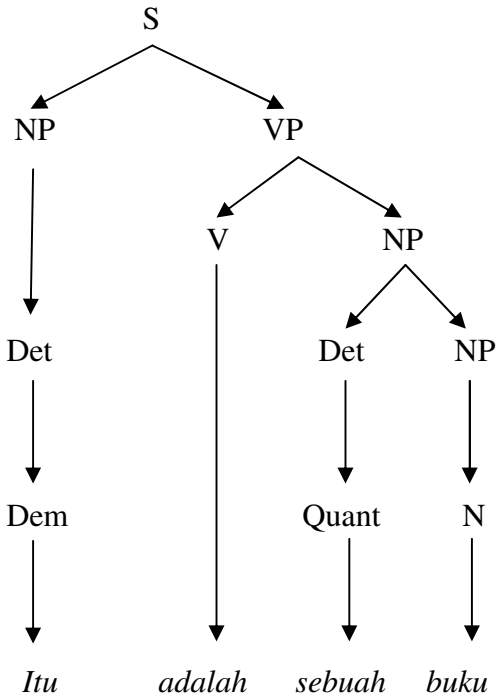 S
NP VP
V NP
Det Det NP
Dem Quant N
Itu adalah sebuah buku